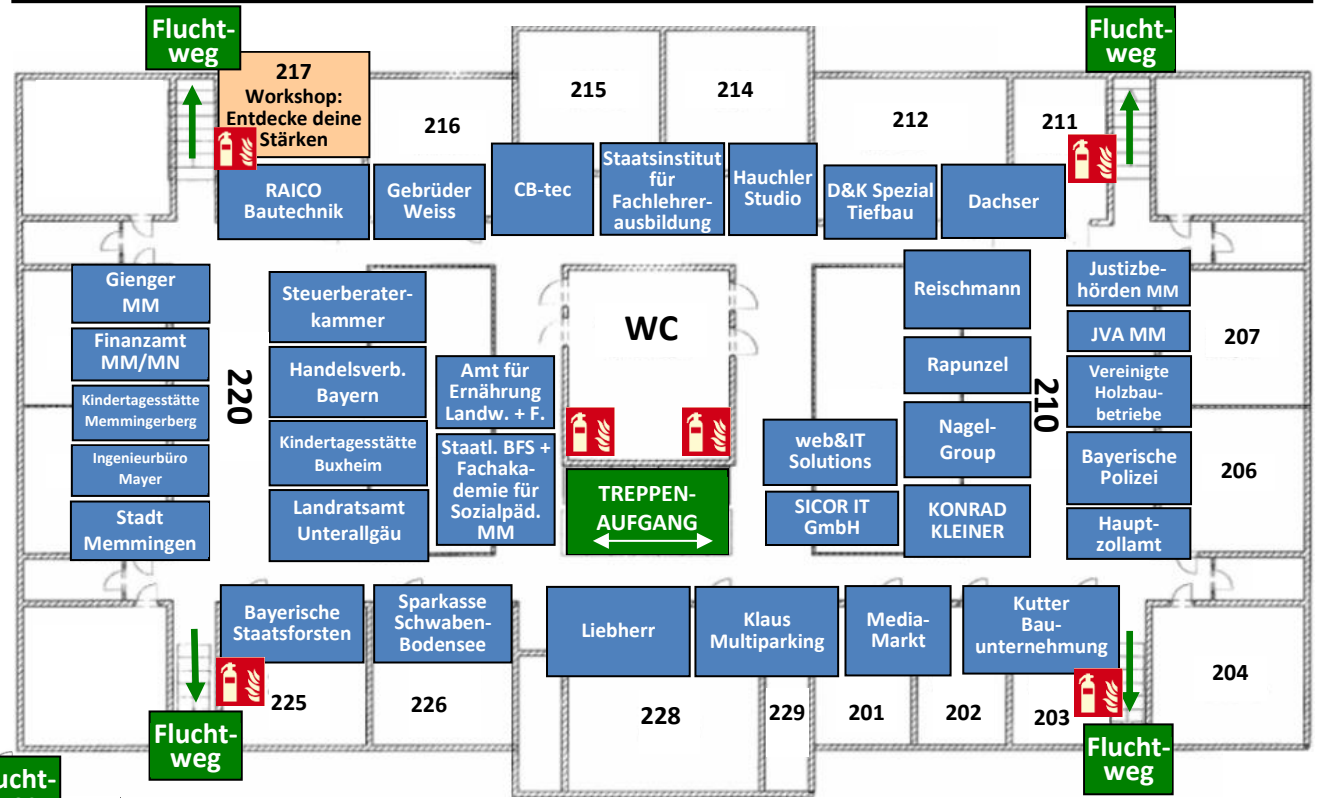 Flucht-
weg
Flucht-
weg
217
Workshop:
Entdecke deine
Stärken
216
215
214
212
211
RAICO
Bautechnik
Gebrüder
Weiss
CB-tec
Staatsinstitut
für
Fachlehrer-
ausbildung
Hauchler
Studio
D&K Spezial
Tiefbau
Dachser
Gienger
MM
Finanzamt
MM/MN
Kindertagesstätte
Memmingerberg
Ingenieurbüro
Mayer
Stadt
Memmingen
220
Steuerberater-
kammer
Handelsverb.
Bayern
Kindertagesstätte
Buxheim
Landratsamt
Unterallgäu
Amt für
Ernährung
Landw. + F.
Staatl. BFS +
Fachaka-
demie für
Sozialpäd.
MM
WC
TREPPEN-
AUFGANG
web&IT
Solutions
SICOR IT
GmbH
Reischmann
Rapunzel
Nagel-
Group
KONRAD
KLEINER
210
Justizbe-
hörden MM
JVA MM
Vereinigte
Holzbau-
betriebe
Bayerische
Polizei
Haupt-
zollamt
207
206
Bayerische
Staatsforsten
Sparkasse
Schwaben-
Bodensee
Liebherr
Klaus
Multiparking
Media-
Markt
Kutter
Bau-
unternehmung
225
226
228
229
201
202
203
204
Flucht-
weg
Flucht-
weg
ucht-